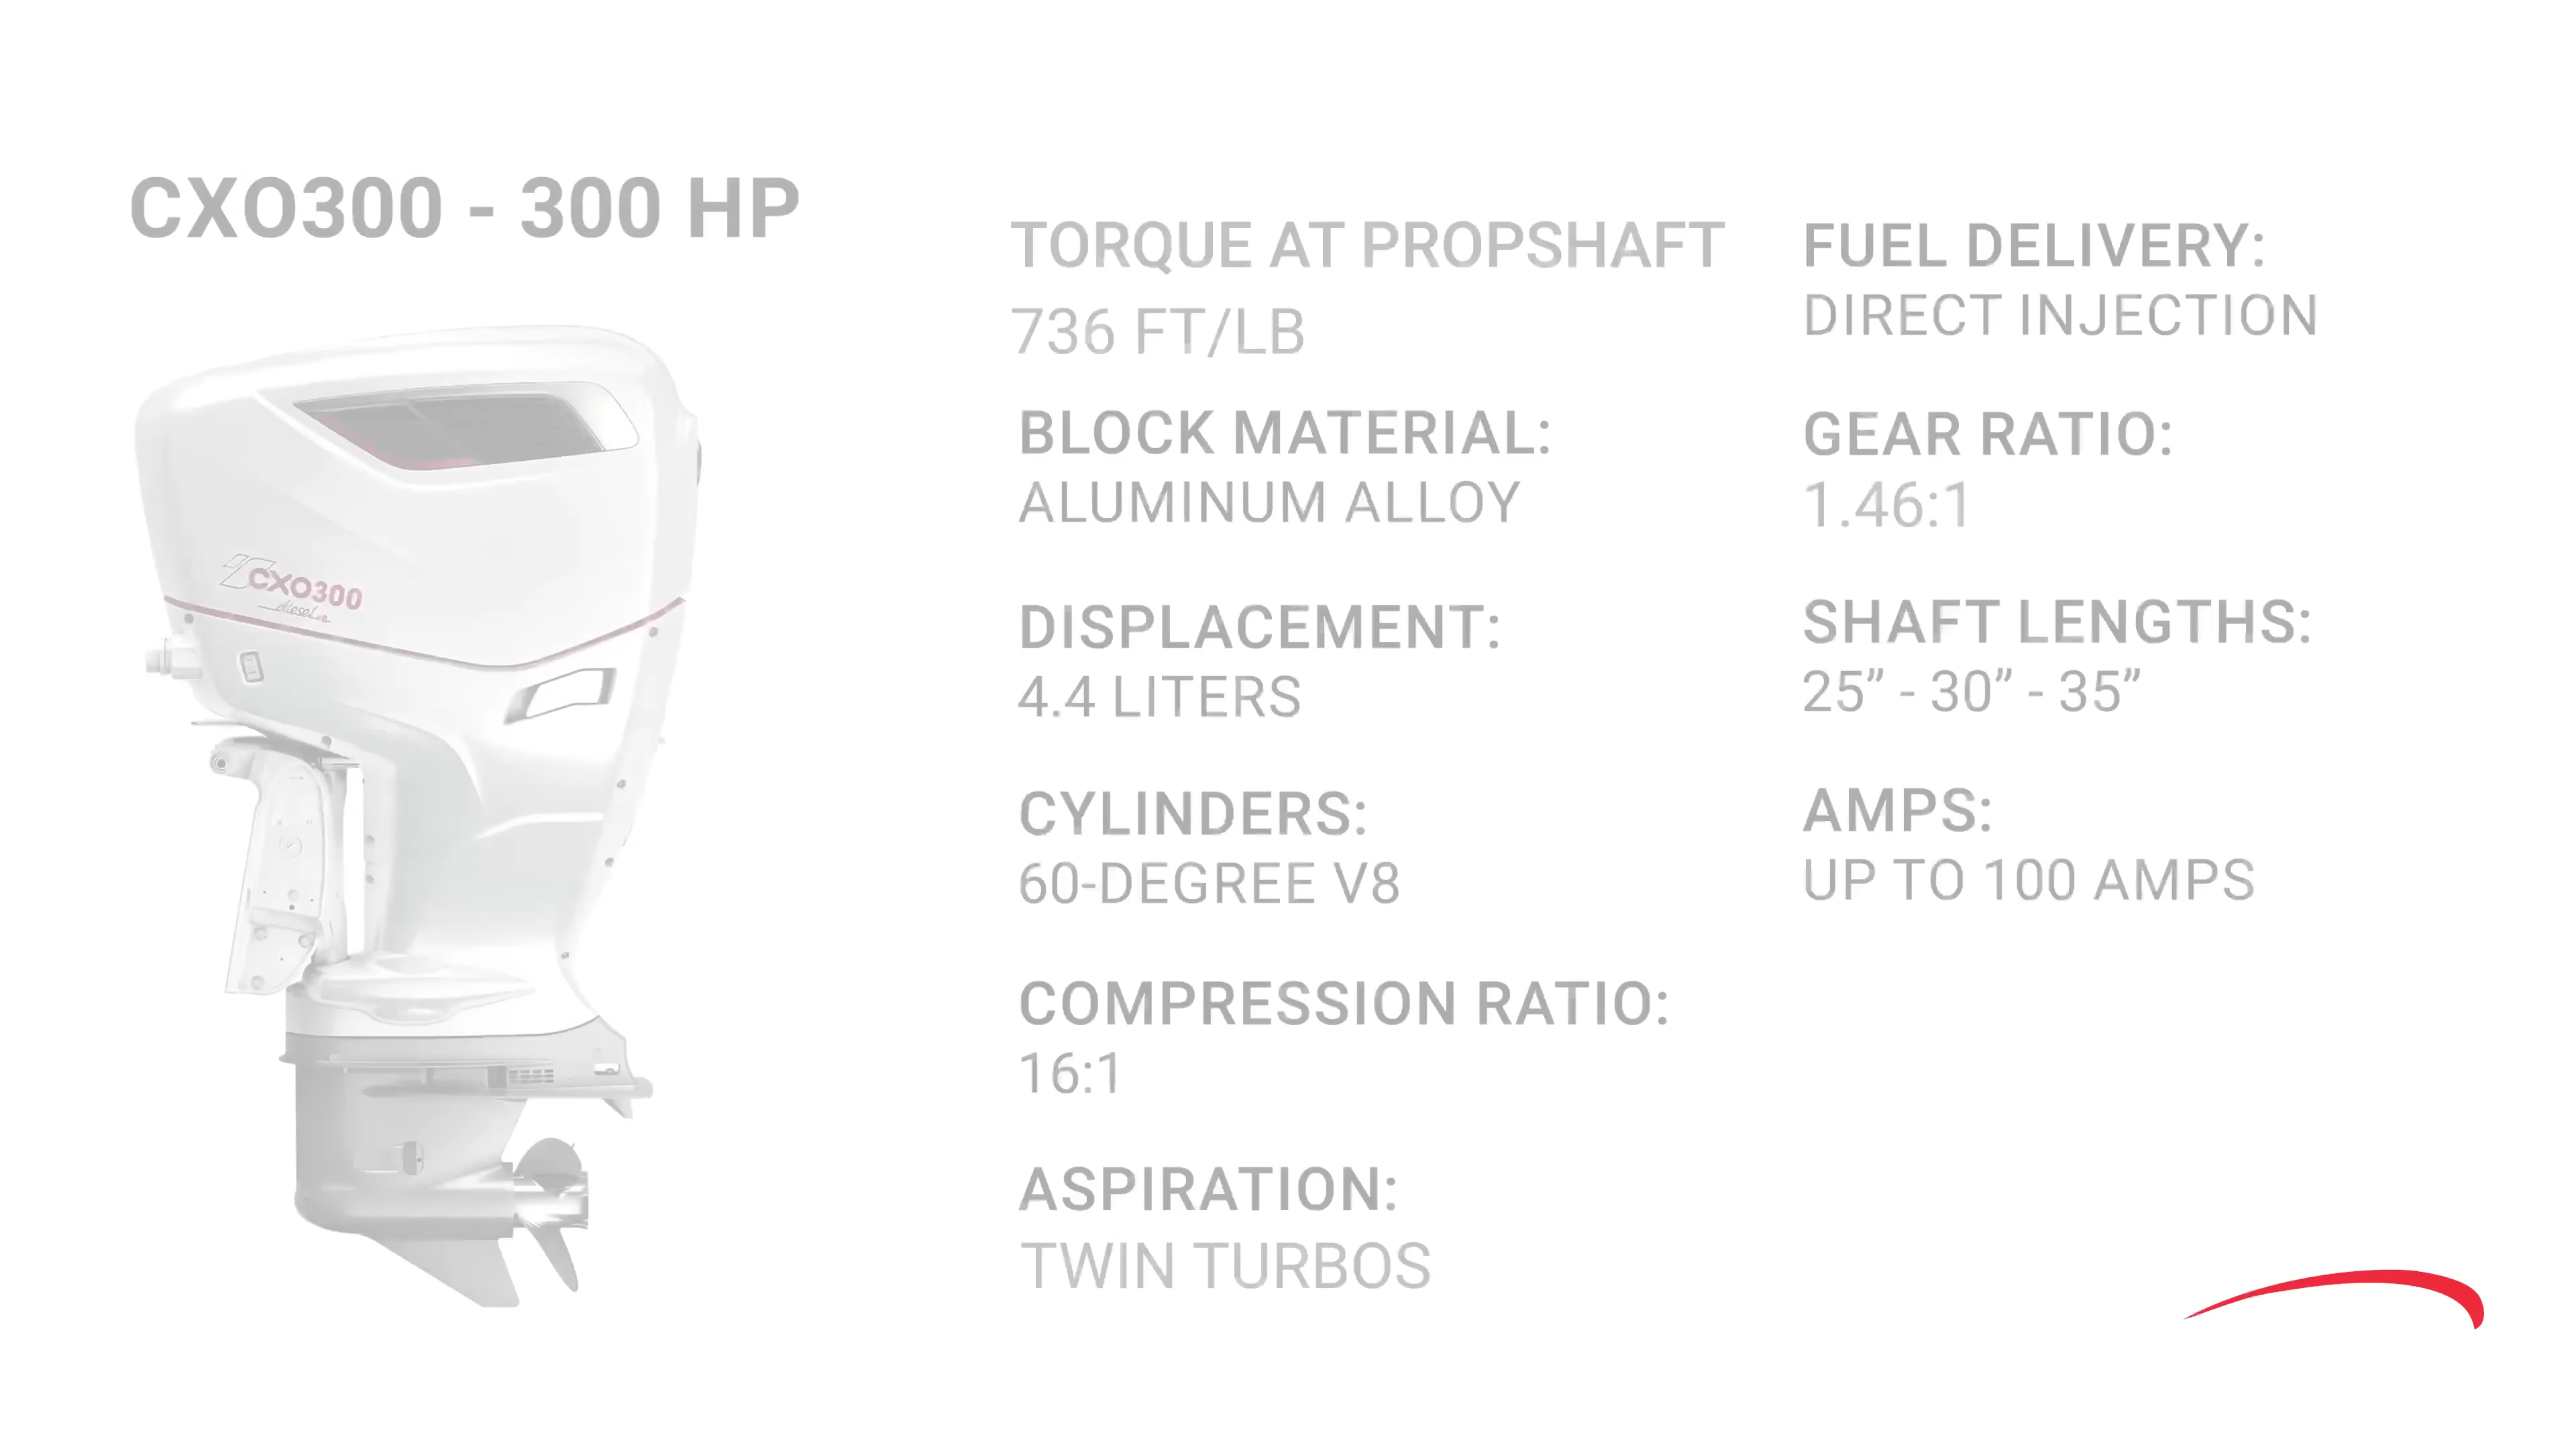 CXO300 - 300 HP
CXO300
diesel
TORQUE AT PROPSHAFT
736 FT/LB
BLOCK MATERIAL:
ALUMINUM ALLOY
DISPLACEMENT:
4.4 LITERS
CYLINDERS:
60-DEGREE V8
COMPRESSION RATIO:
16:1
ASPIRATION:
TWIN TURBOS
FUEL DELIVERY:
DIRECT INJECTION
GEAR RATIO:
1.46:1
SHAFT LENGTHS:
25” - 30” - 35”
AMPS:
UP TO 100 AMPS